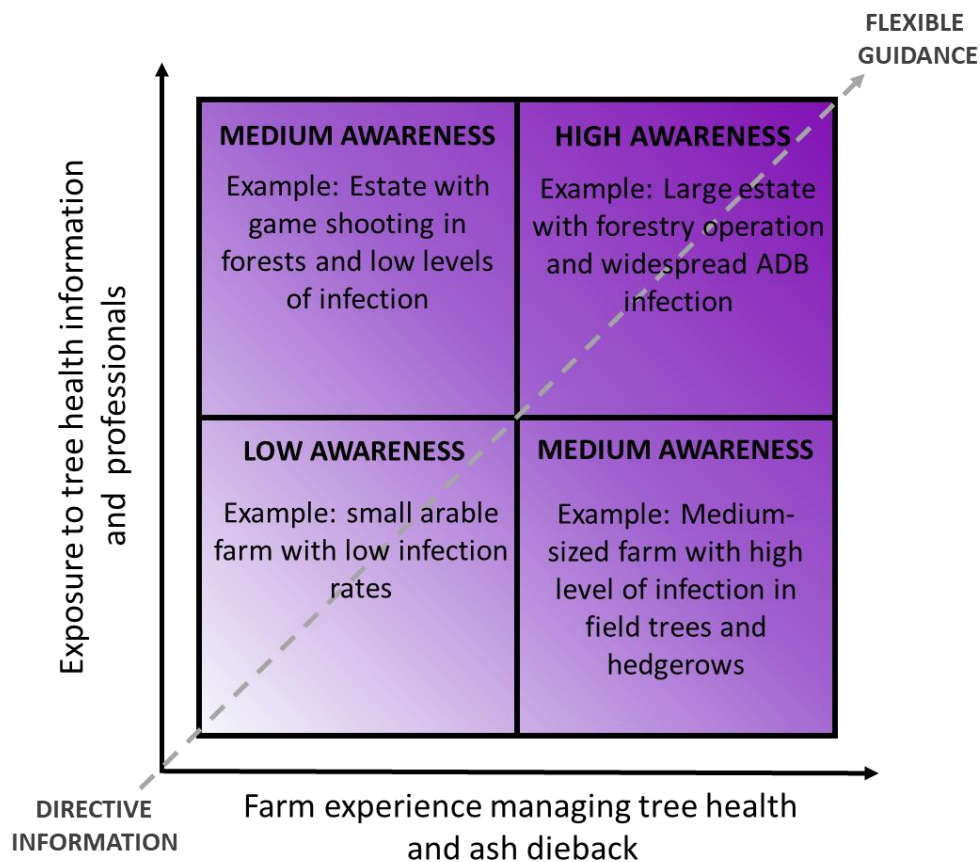 FLEXIBLE
GUIDANCE
Exposure to tree health information
and professionals
MEDIUM AWARENESS
Example: Estate with
game shooting in
forests and low levels
of infection
HIGH AWARENESS
Example: Large estate
with forestry operation
and widespread ADB
infection
LOW AWARENESS
Example: small arable
farm with low infection
rates
MEDIUM AWARENESS
Example: Medium-
sized farm with high
level of infection in
field trees and
hedgerows
DIRECTIVE
INFORMATION
Farm experience managing tree health
and ash dieback